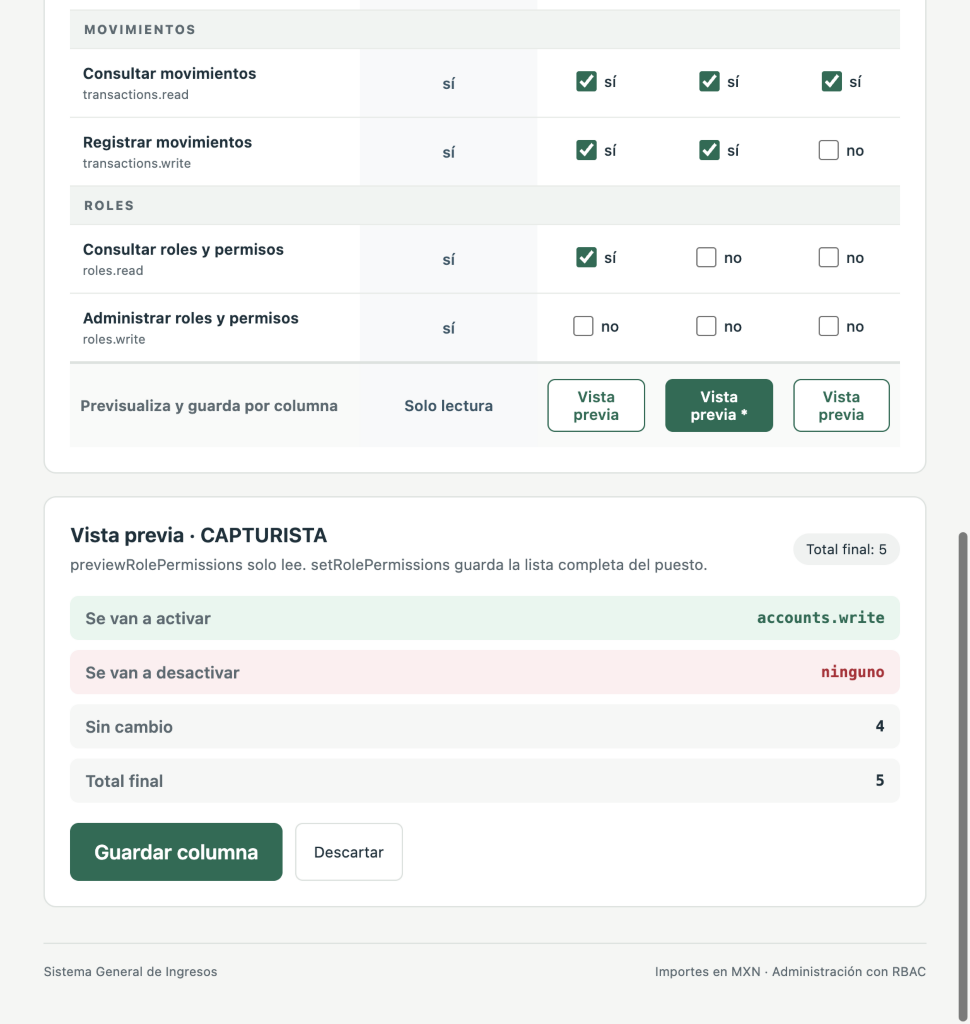 MOVIMIENTOS
Consultar movimientos
transactions.read
sí
sí
sí
sí
Registrar movimientos
transactions.write
sí
sí
sí
no
ROLES
Consultar roles y permisos
roles.read
sí
sí
no
no
Administrar roles y permisos
roles.write
sí
no
no
no
Previsualiza y guarda por columna
Solo lectura
Vista
previa
Vista
previa *
Vista
previa
Vista previa · CAPTURISTA
previewRolePermissions solo lee. setRolePermissions guarda la lista completa del puesto.
Total final: 5
Se van a activar
accounts.write
Se van a desactivar
ninguno
Sin cambio
4
Total final
5
Guardar columna
Descartar
Sistema General de Ingresos
Importes en MXN · Administración con RBAC